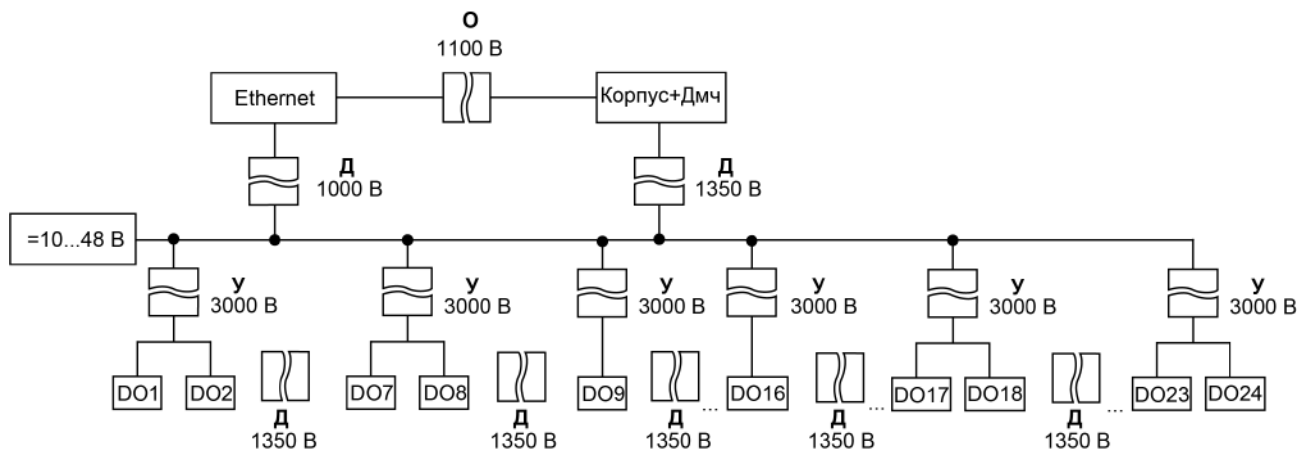 О
1100 В
Ethernet
Корпус+Дмч
Д
1000 В
Д
1350 В
=10...48 В
У
3000 В
У
3000 В
У
3000 В
У
3000 В
У
3000 В
У
3000 В
DO1
DO2
DO7
DO8
DO9
...
DO16
...
DO17
DO18
...
DO23
DO24
Д
1350 В
Д
1350 В
Д
1350 В
Д
1350 В
Д
1350 В